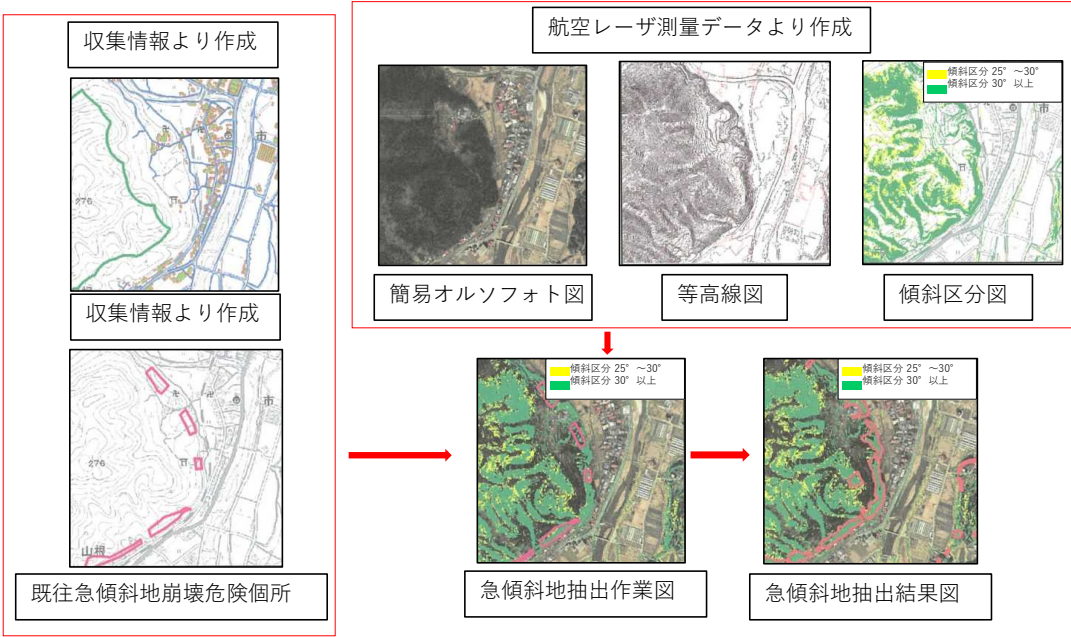 収集情報より作成
276
市
収集情報より作成
276
市
山根
既往急傾斜地崩壊危険個所
航空レーザ測量データより作成
傾斜区分 25° ～30°
傾斜区分 30° 以上
簡易オルソフォト図
等高線図
傾斜区分図
傾斜区分 25° ～30°
傾斜区分 30° 以上
傾斜区分 25° ～30°
傾斜区分 30° 以上
急傾斜地抽出作業図
急傾斜地抽出結果図